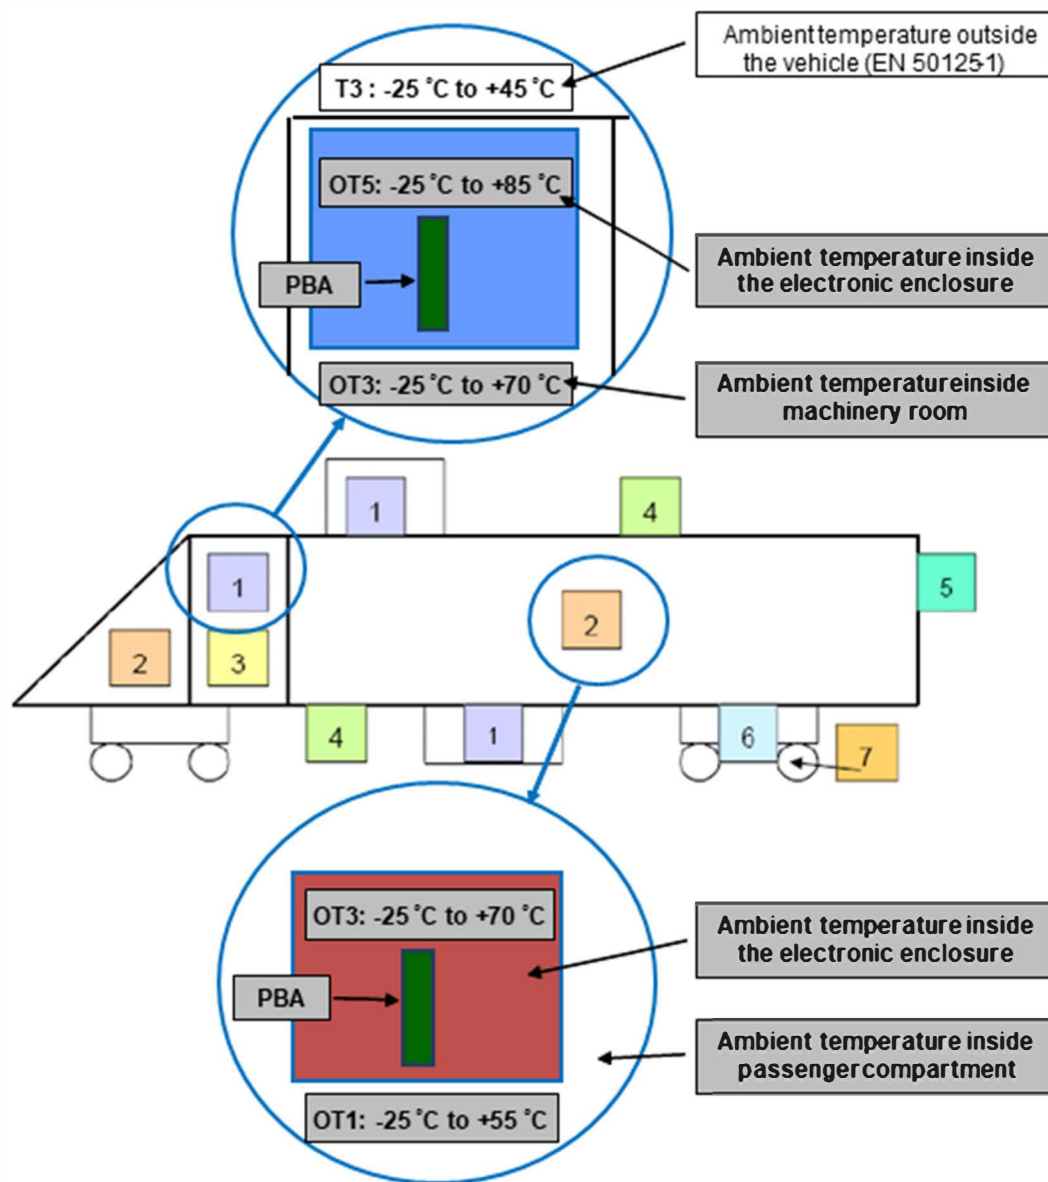 Ambient temperature outside
the vehicle (EN 50125-1)
T3 : -25 °C to +45 °C
OT5: -25 °C to +85 °C
Ambient temperature inside
the electronic enclosure
PBA
OT3: -25 °C to +70 °C
Ambient temperature inside
machinery room
1
4
1
5
2
2
3
4
1
6
7
OT3: -25 °C to +70 °C
Ambient temperature inside
the electronic enclosure
PBA
Ambient temperature inside
passenger compartment
OT1: -25 °C to +55 °C